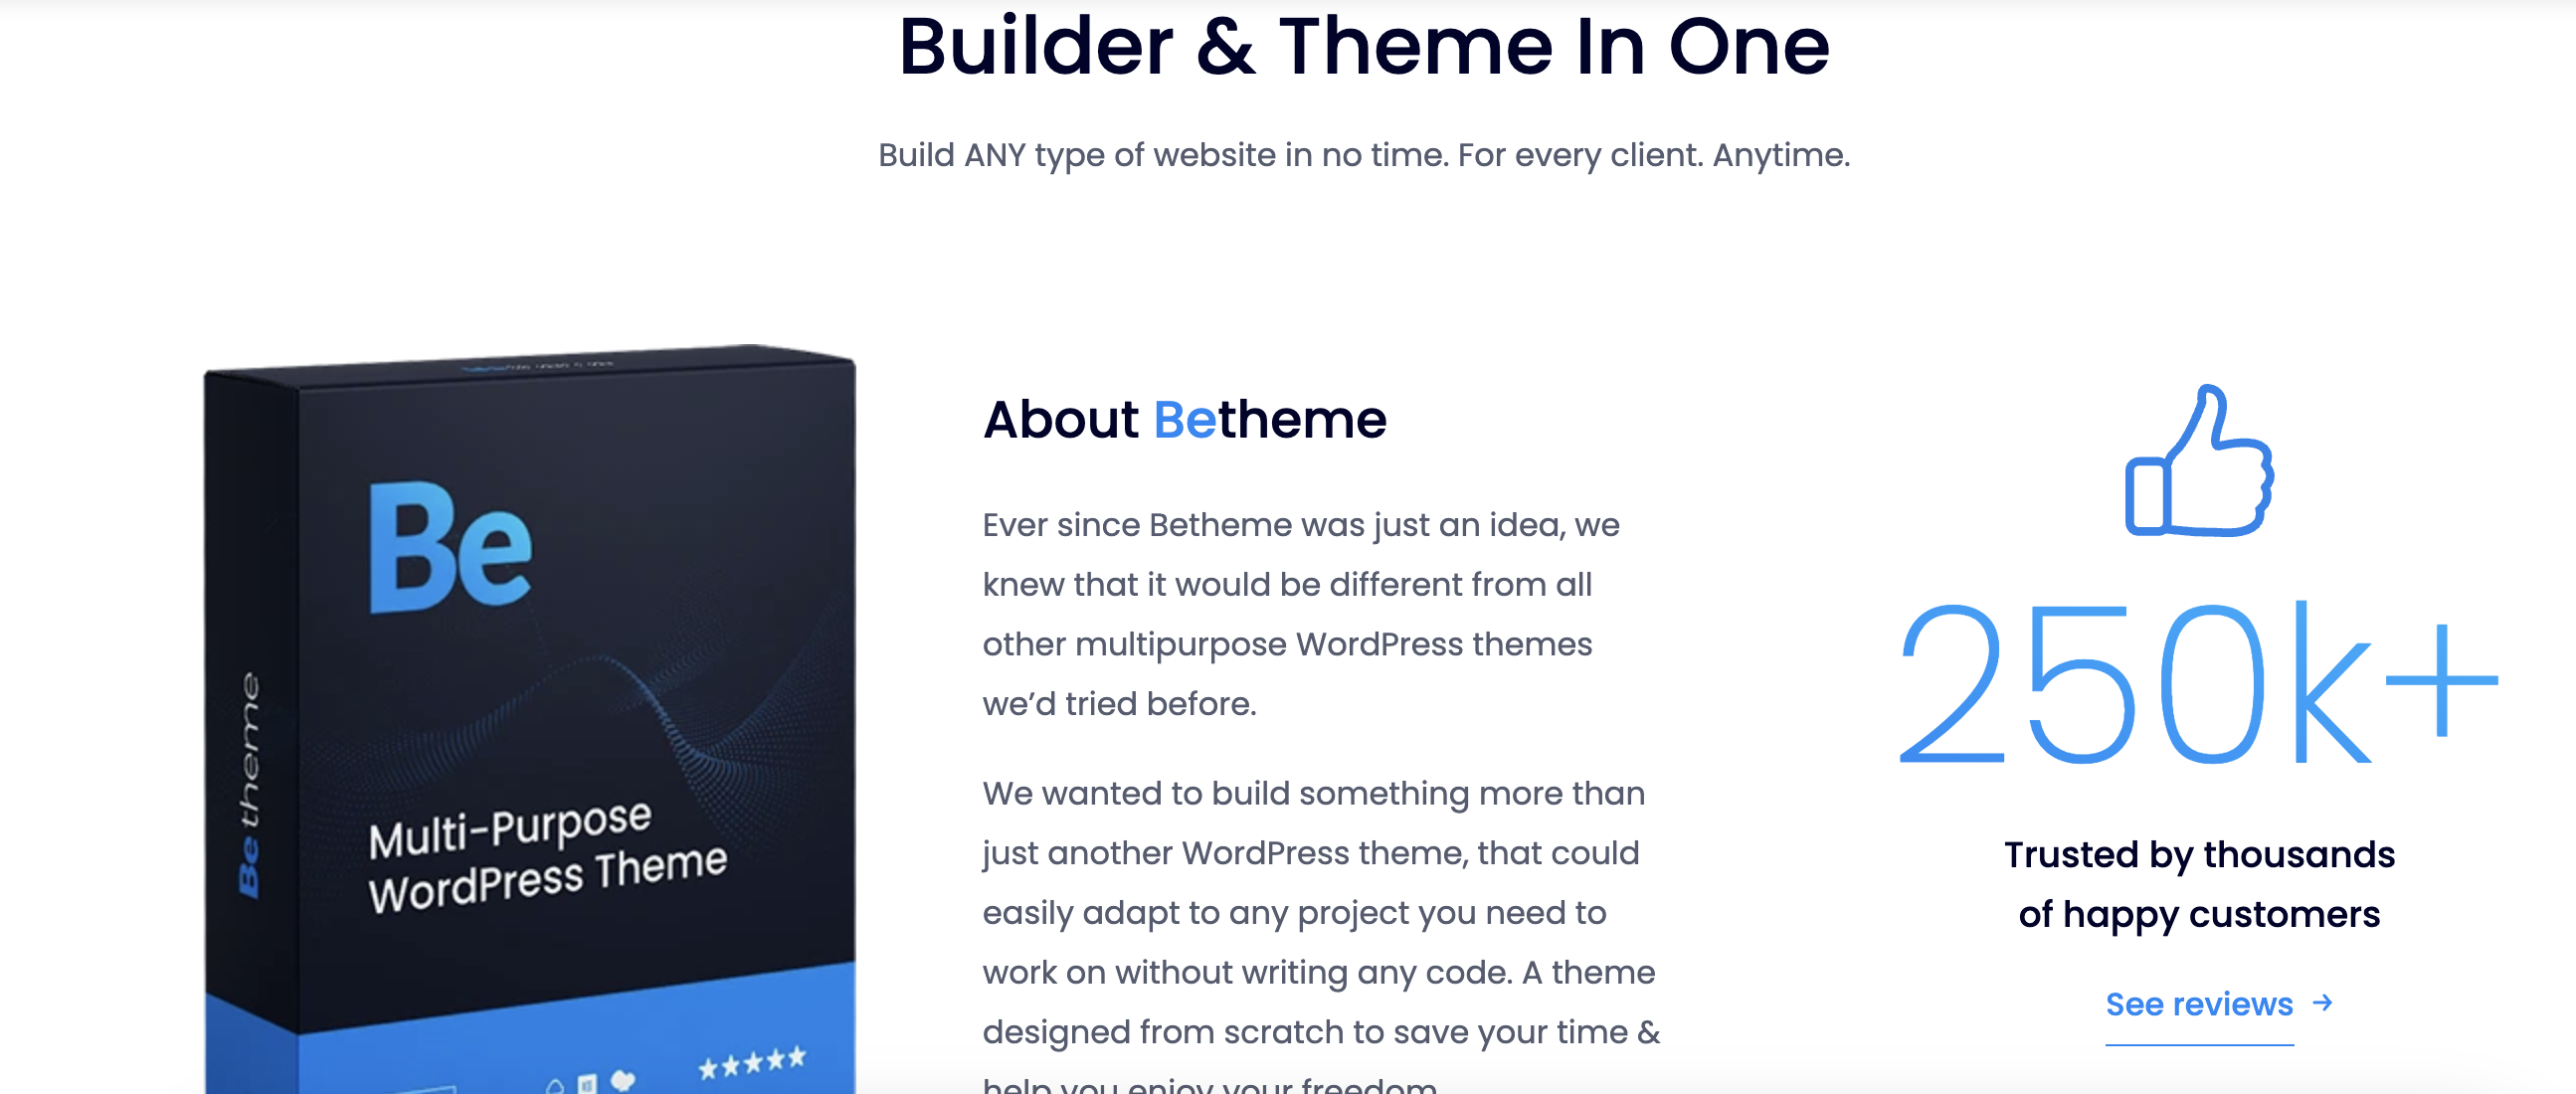 Builder & Theme In One
Build ANY type of website in no time. For every client. Anytime.
Be
Multi-Purpose
WordPress Theme
Betheme
About Betheme
Ever since Betheme was just an idea, we
knew that it would be different from all
other multipurpose WordPress themes
we’d tried before.
We wanted to build something more than
just another WordPress theme, that could
easily adapt to any project you need to
work on without writing any code. A theme
designed from scratch to save your time &
help you enjoy your freedom.
250k+
Trusted by thousands
of happy customers
See reviews